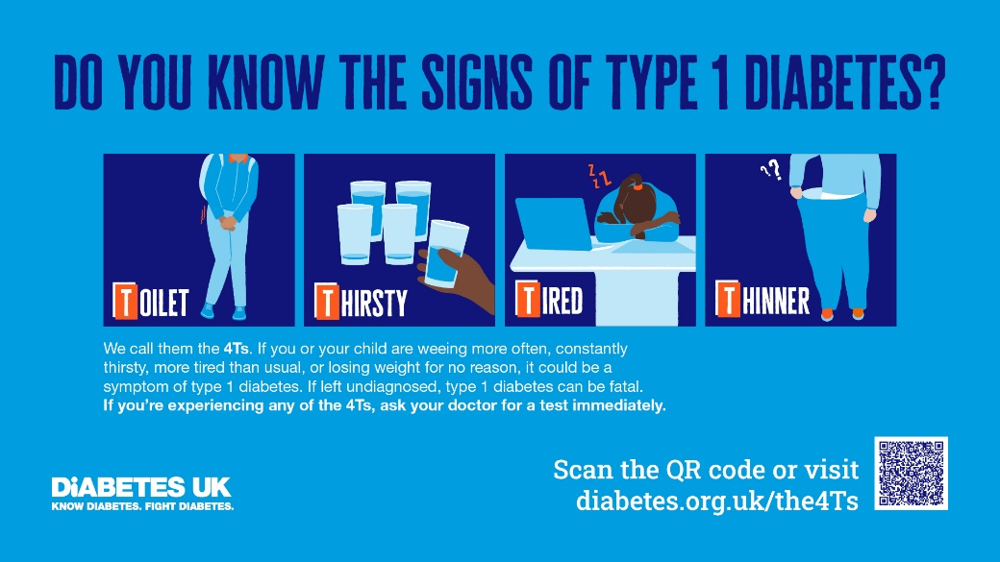 DO YOU KNOW THE SIGNS OF TYPE 1 DIABETES?
TOILET
THIRSTY
Z
Z
Z
TIRED
??
THINNER
We call them the 4Ts. If you or your child are weeing more often, constantly
thirsty, more tired than usual, or losing weight for no reason, it could be a
symptom of type 1 diabetes. If left undiagnosed, type 1 diabetes can be fatal.
If you’re experiencing any of the 4Ts, ask your doctor for a test immediately.
DiABETES UK
KNOW DIABETES. FIGHT DIABETES.
Scan the QR code or visit
diabetes.org.uk/the4Ts